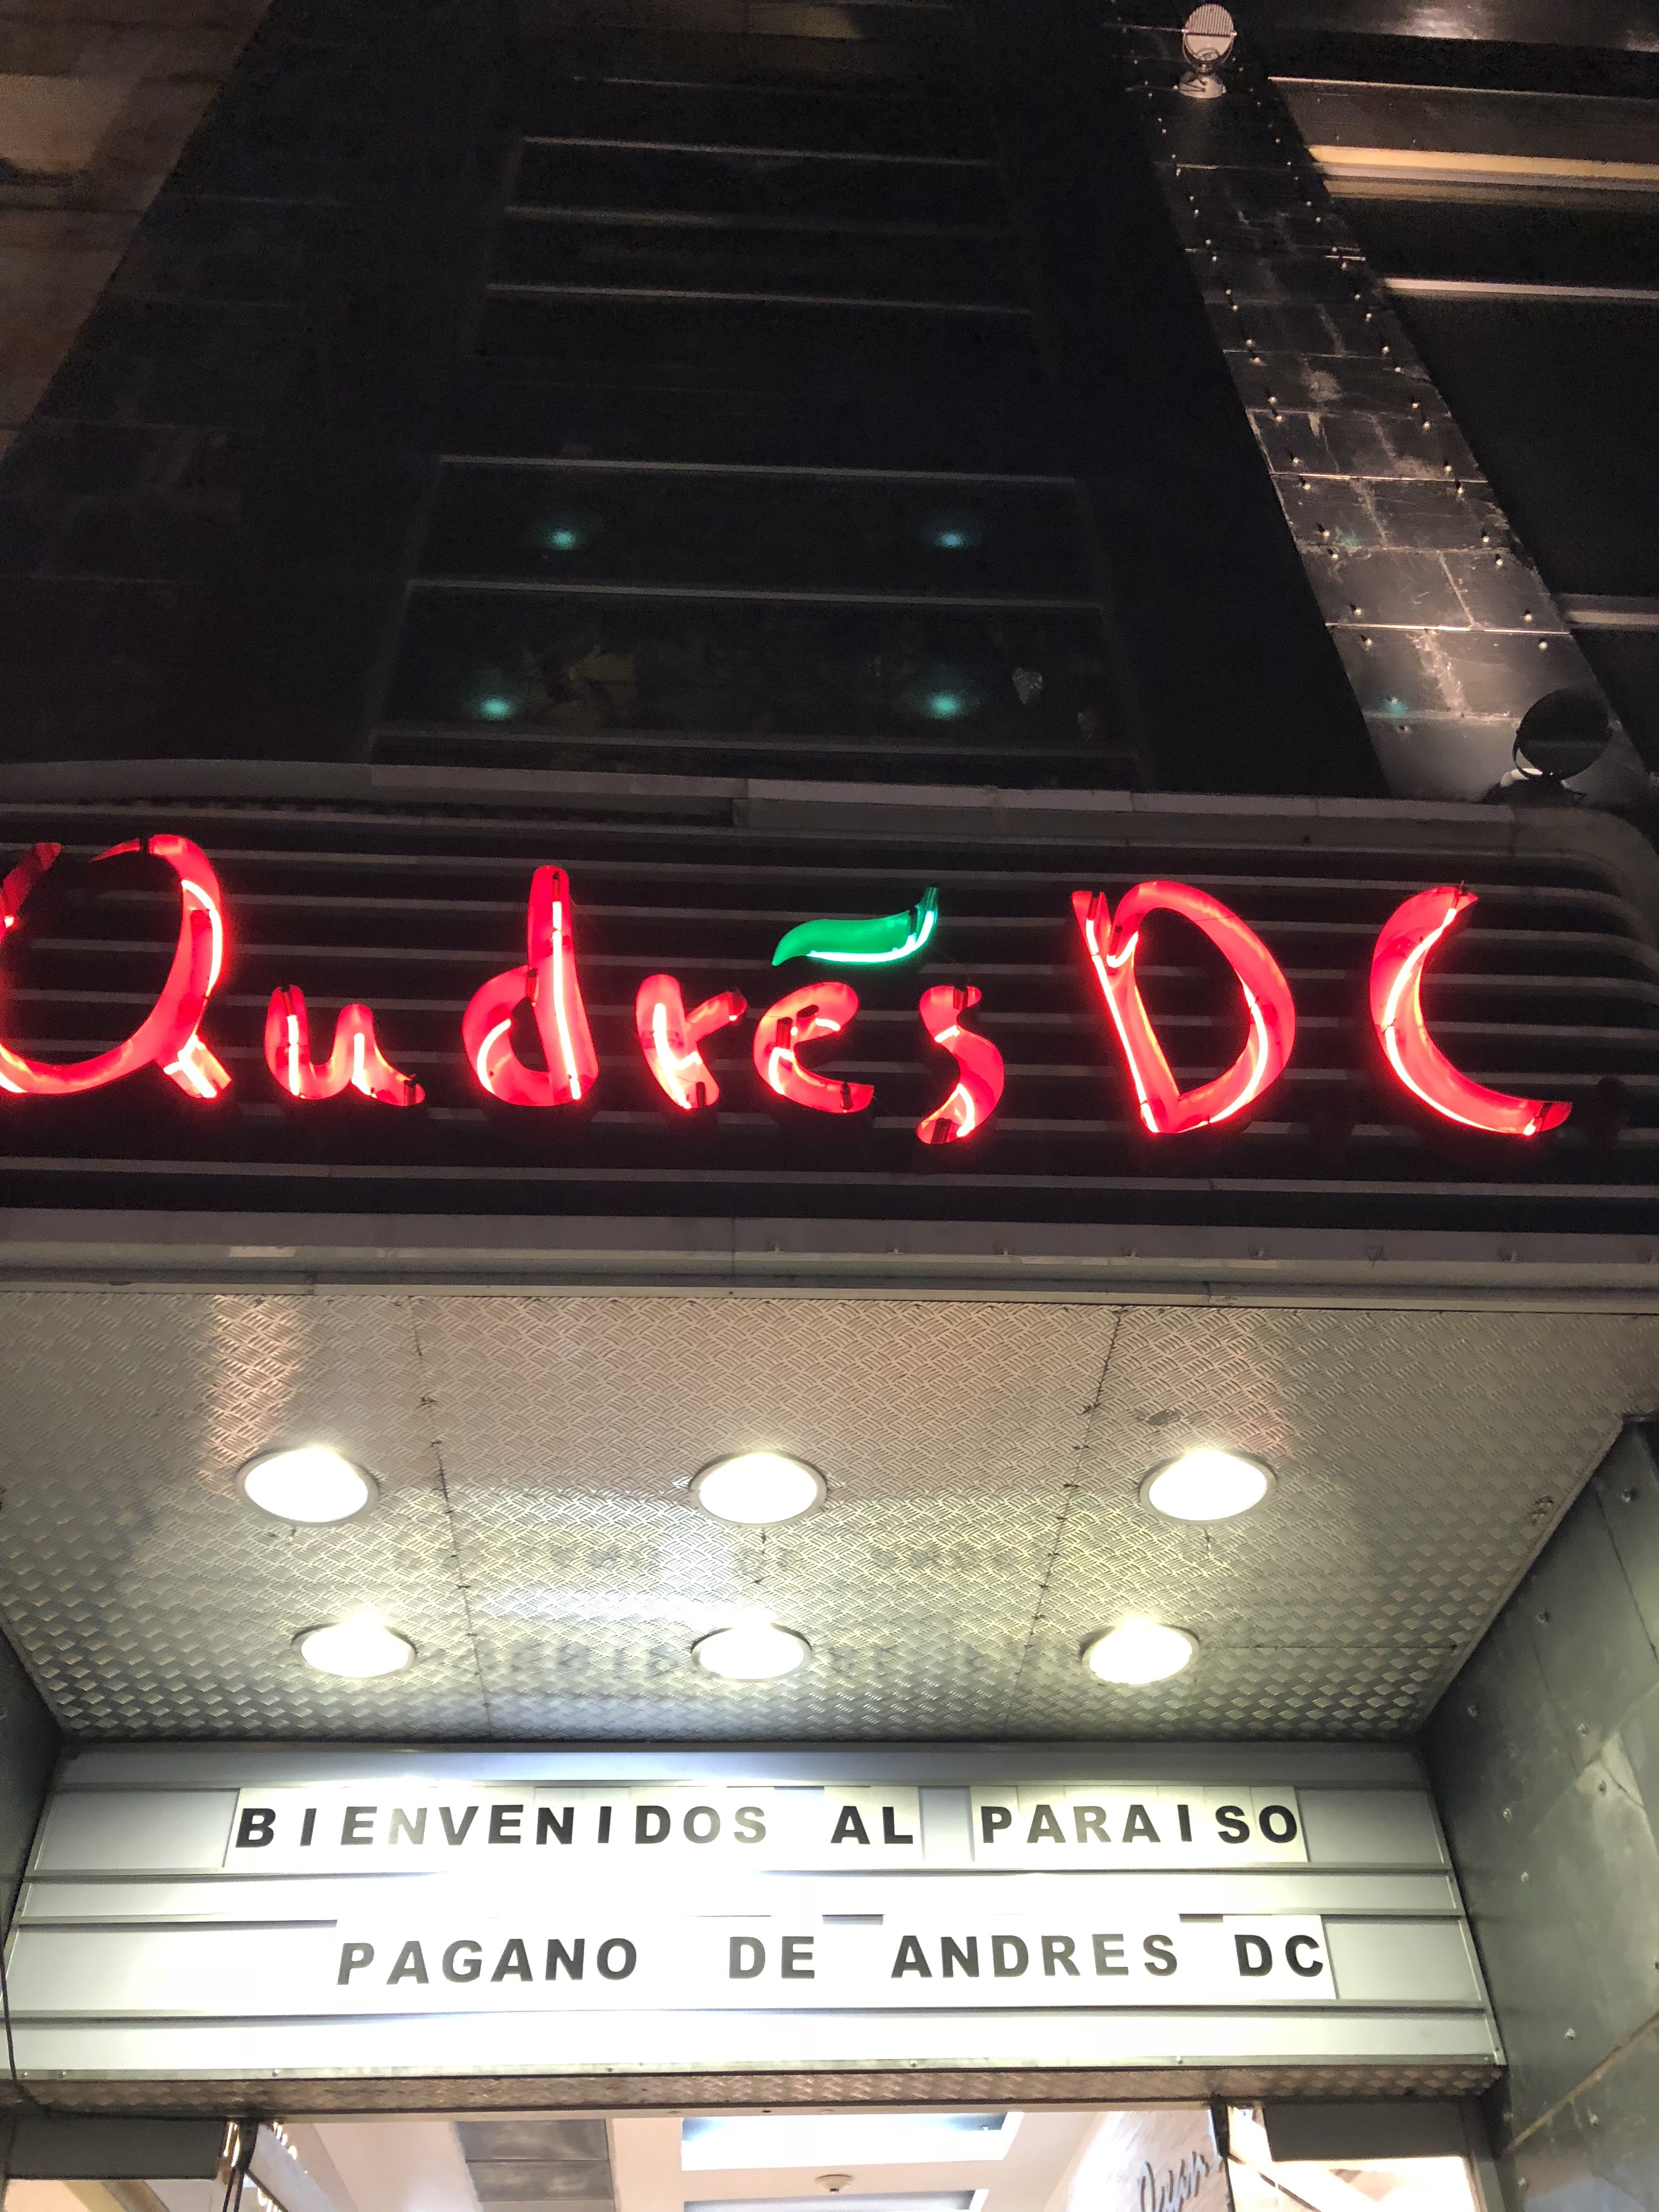 Andrés DC
BIENVENIDOS AL PARAISO
PAGANO DE ANDRES DC